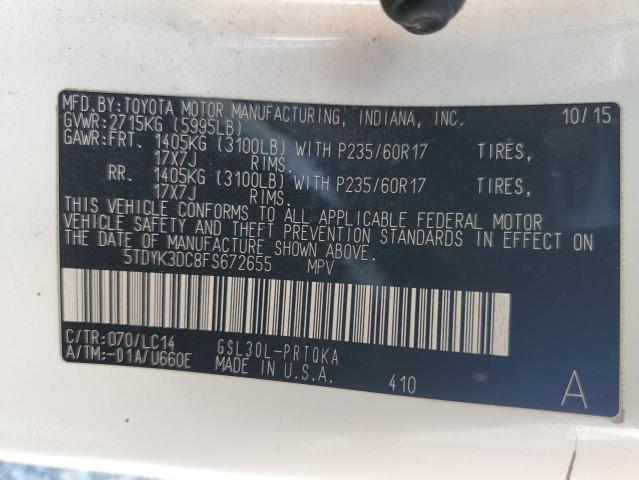 MFD.BY:TOYOTA MOTOR MANUFACTURING, INDIANA, INC. 10/15
GVWR:2715KG (5995LB)
GAWR:FRT. 1405KG (3100LB) WITH P235/60R17 TIRES,
17X7J RIMS.
RR. 1405KG (3100LB) WITH P235/60R17 TIRES,
17X7J RIMS.
THIS VEHICLE CONFORMS TO ALL APPLICABLE FEDERAL MOTOR
VEHICLE SAFETY AND THEFT PREVENTION STANDARDS IN EFFECT ON
THE DATE OF MANUFACTURE SHOWN ABOVE.
5TDYK3DC8FS672655 MPV
C/TR:070/LC14 GSL30L-PRTQKA
A/TM:-01A/U660E MADE IN U.S.A. 410 A